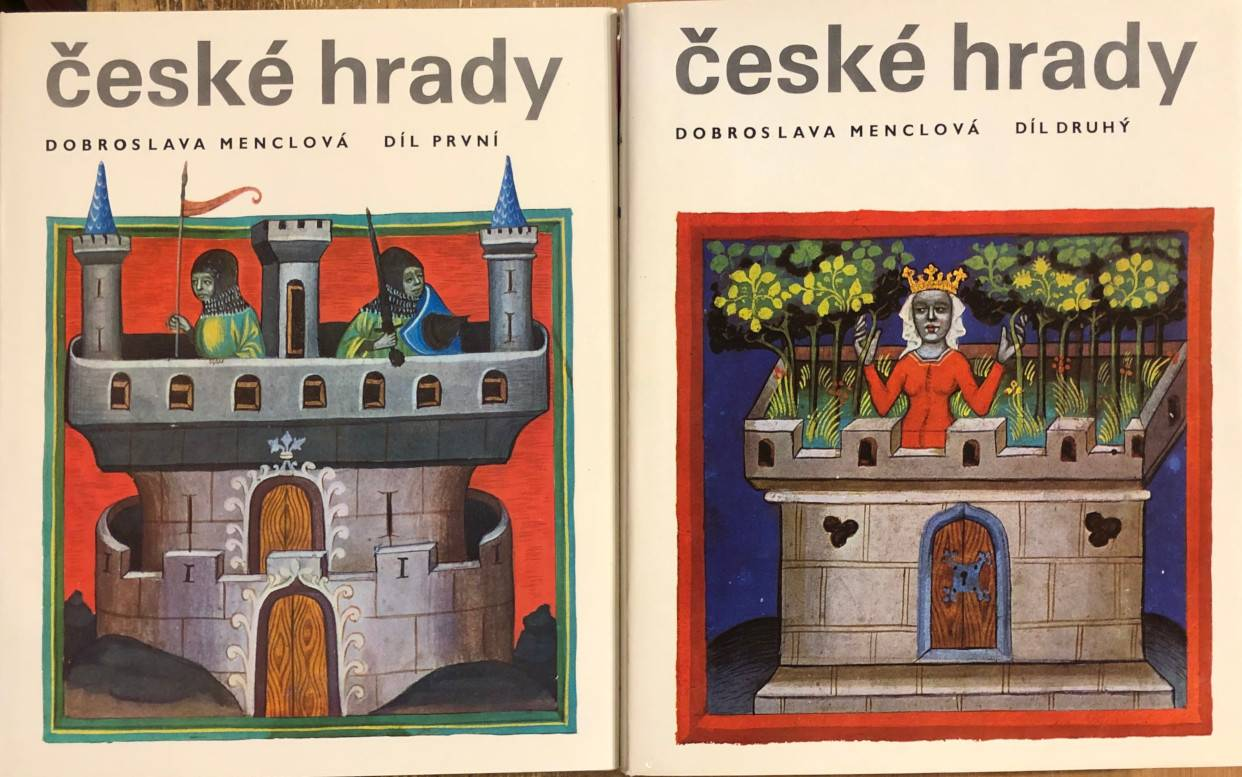 české hrady
DOBROSLAVA MENCLOVÁ DÍL PRVNÍ
české hrady
DOBROSLAVA MENCLOVÁ DÍL DRUHÝ